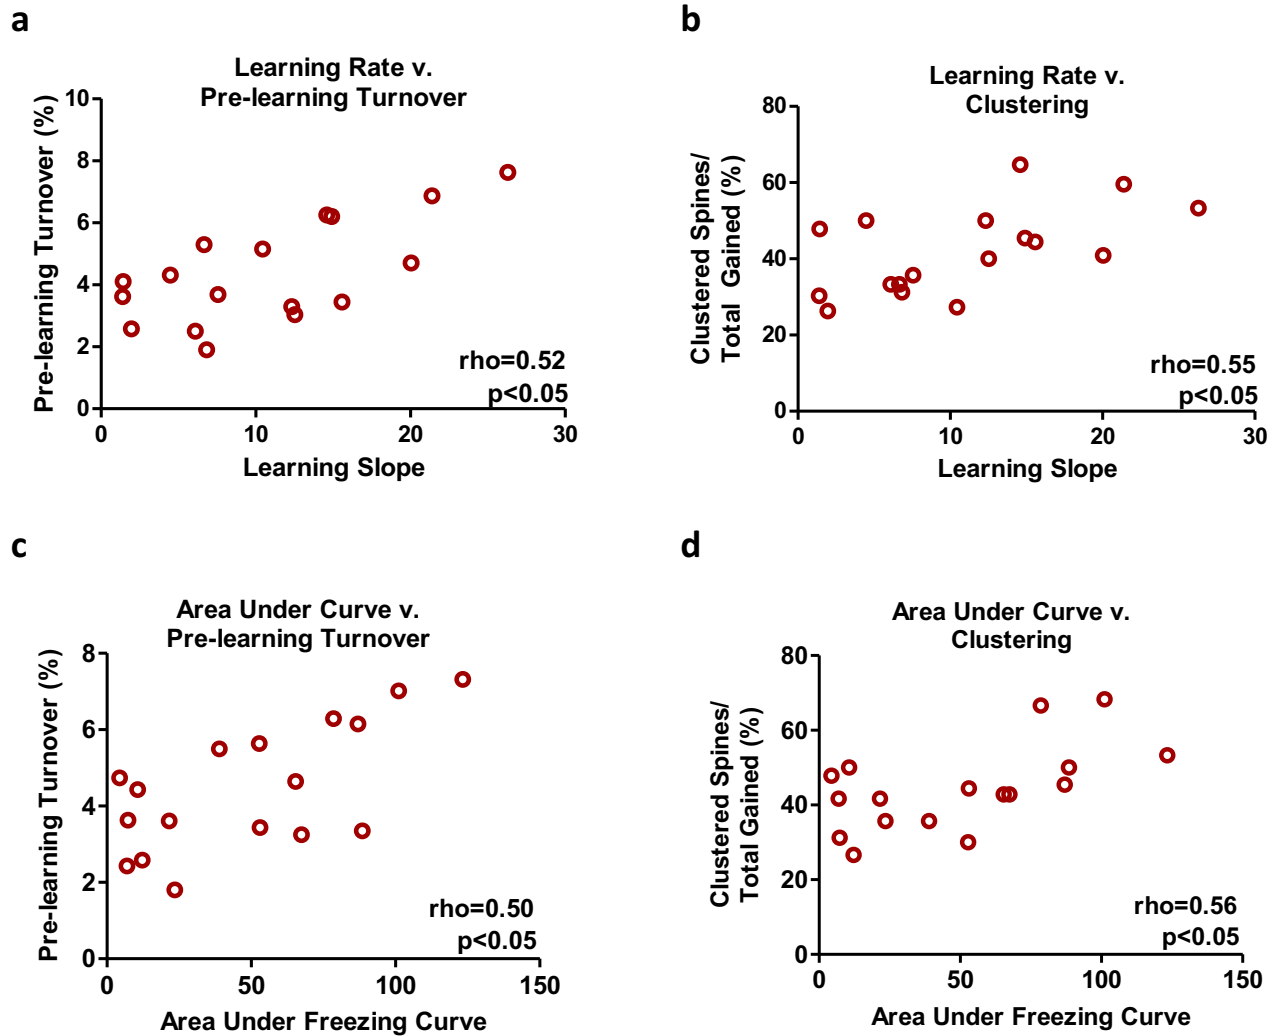 a
Learning Rate v.
Pre-learning Turnover
Pre-learning Turnover (%)
10
8
6
4
2
0
rho=0.52
p<0.05
0 10 20 30
Learning Slope
b
Learning Rate v.
Clustering
Clustered Spines/
Total Gained (%)
80
60
40
20
0
rho=0.55
p<0.05
0 10 20 30
Learning Slope
c
Area Under Curve v.
Pre-learning Turnover
Pre-learning Turnover (%)
8
6
4
2
0
rho=0.50
p<0.05
0 50 100 150
Area Under Freezing Curve
d
Area Under Curve v.
Clustering
Clustered Spines/
Total Gained (%)
80
60
40
20
0
rho=0.56
p<0.05
0 50 100 150
Area Under Freezing Curve